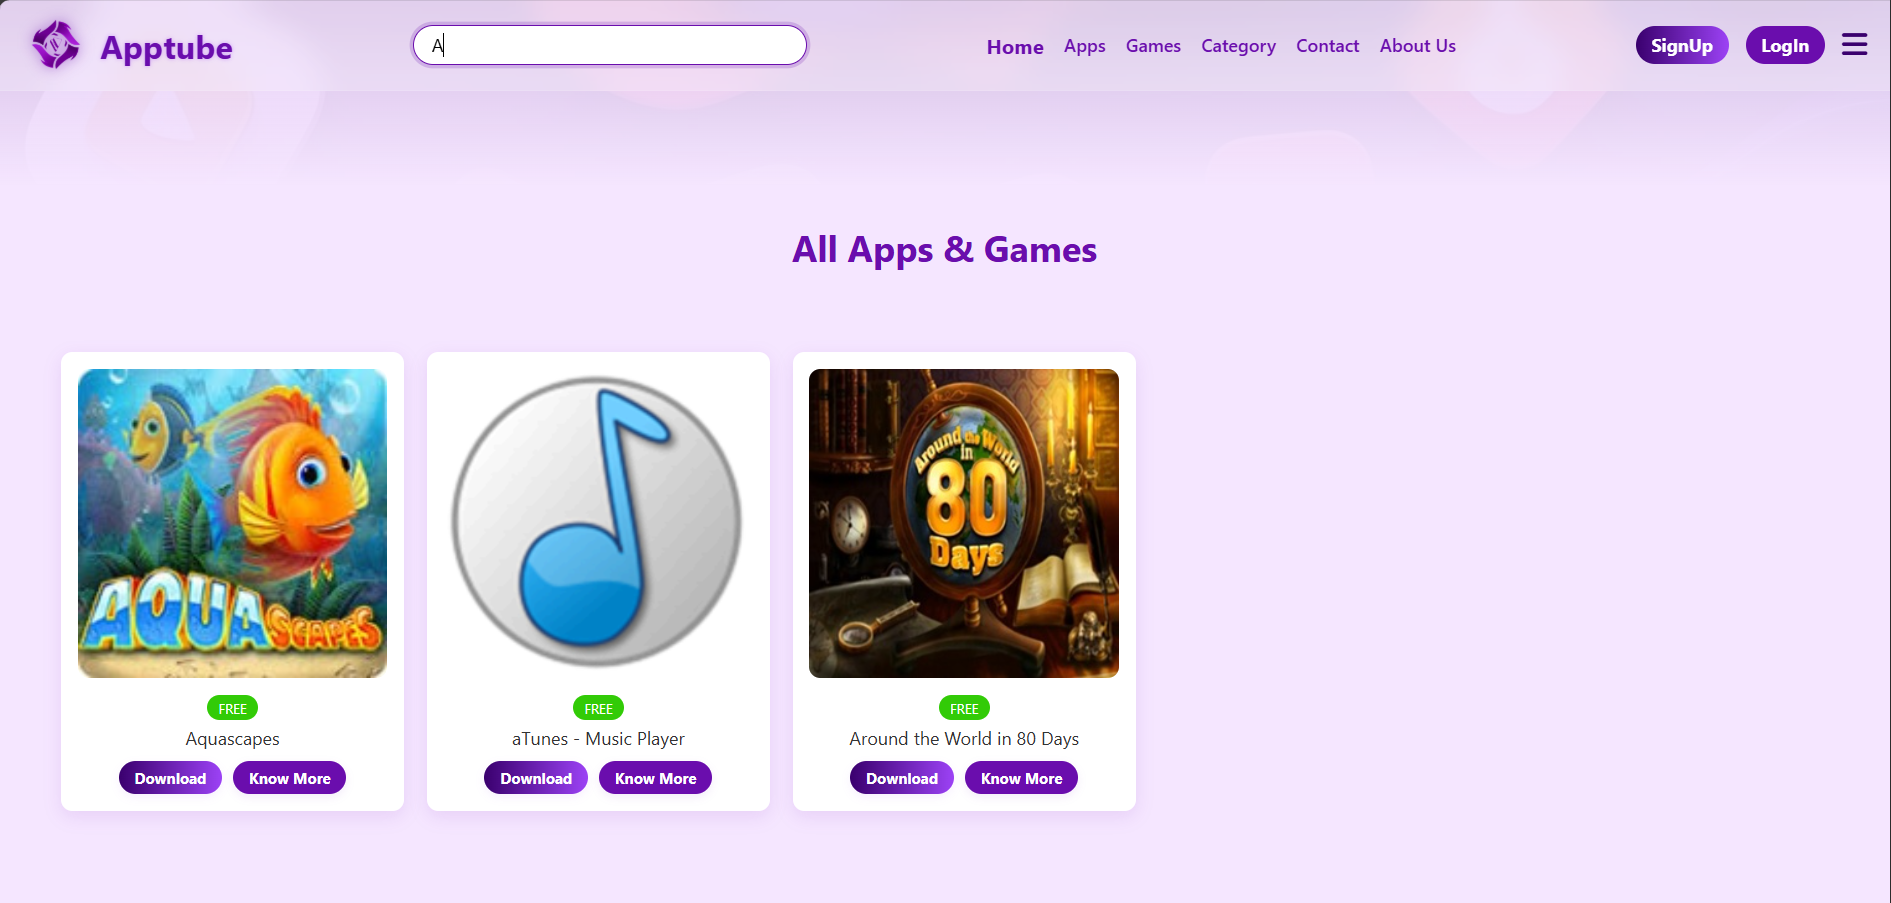 Apptube
A
Home Apps Games Category Contact About Us
SignUp LogIn
All Apps & Games
AQUASCAPES
Around the World
in
80
Days
FREE
Aquascapes
Download Know More
FREE
aTunes - Music Player
Download Know More
FREE
Around the World in 80 Days
Download Know More